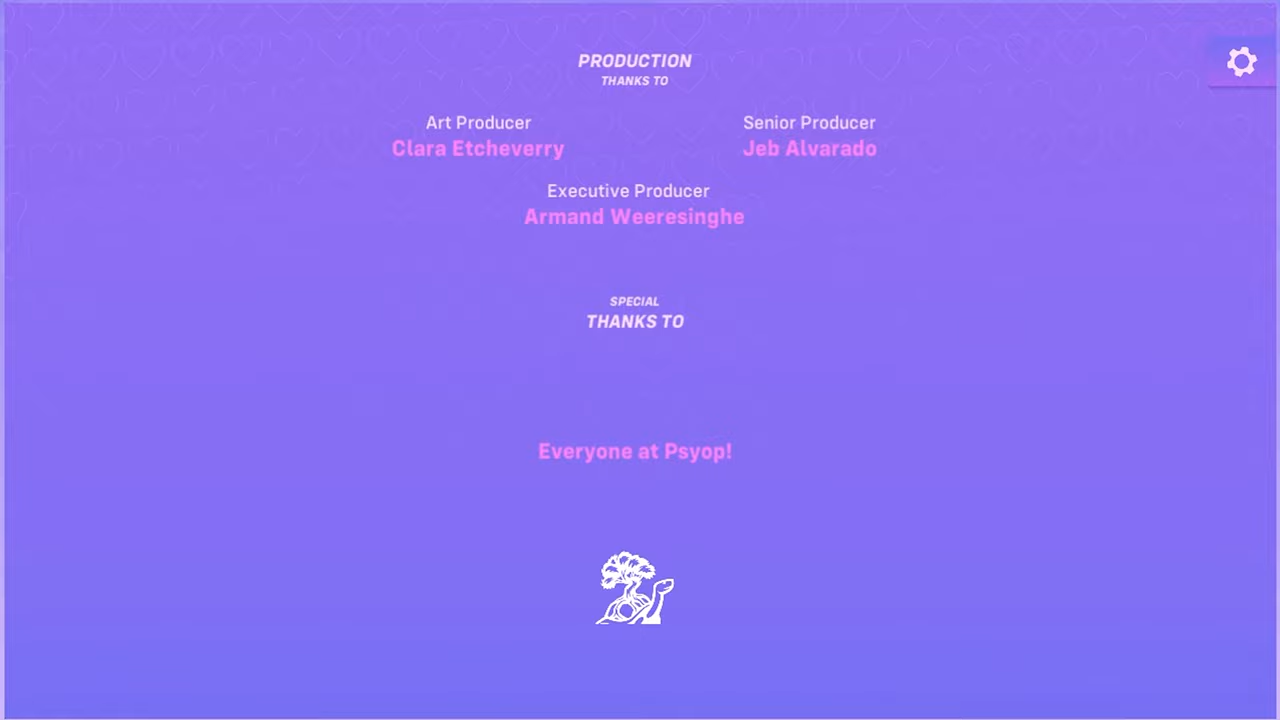 PRODUCTION
THANKS TO
Art Producer
Clara Etcheverry
Senior Producer
Jeb Alvarado
Executive Producer
Armand Weeresinghe
SPECIAL
THANKS TO
Everyone at Psyop!